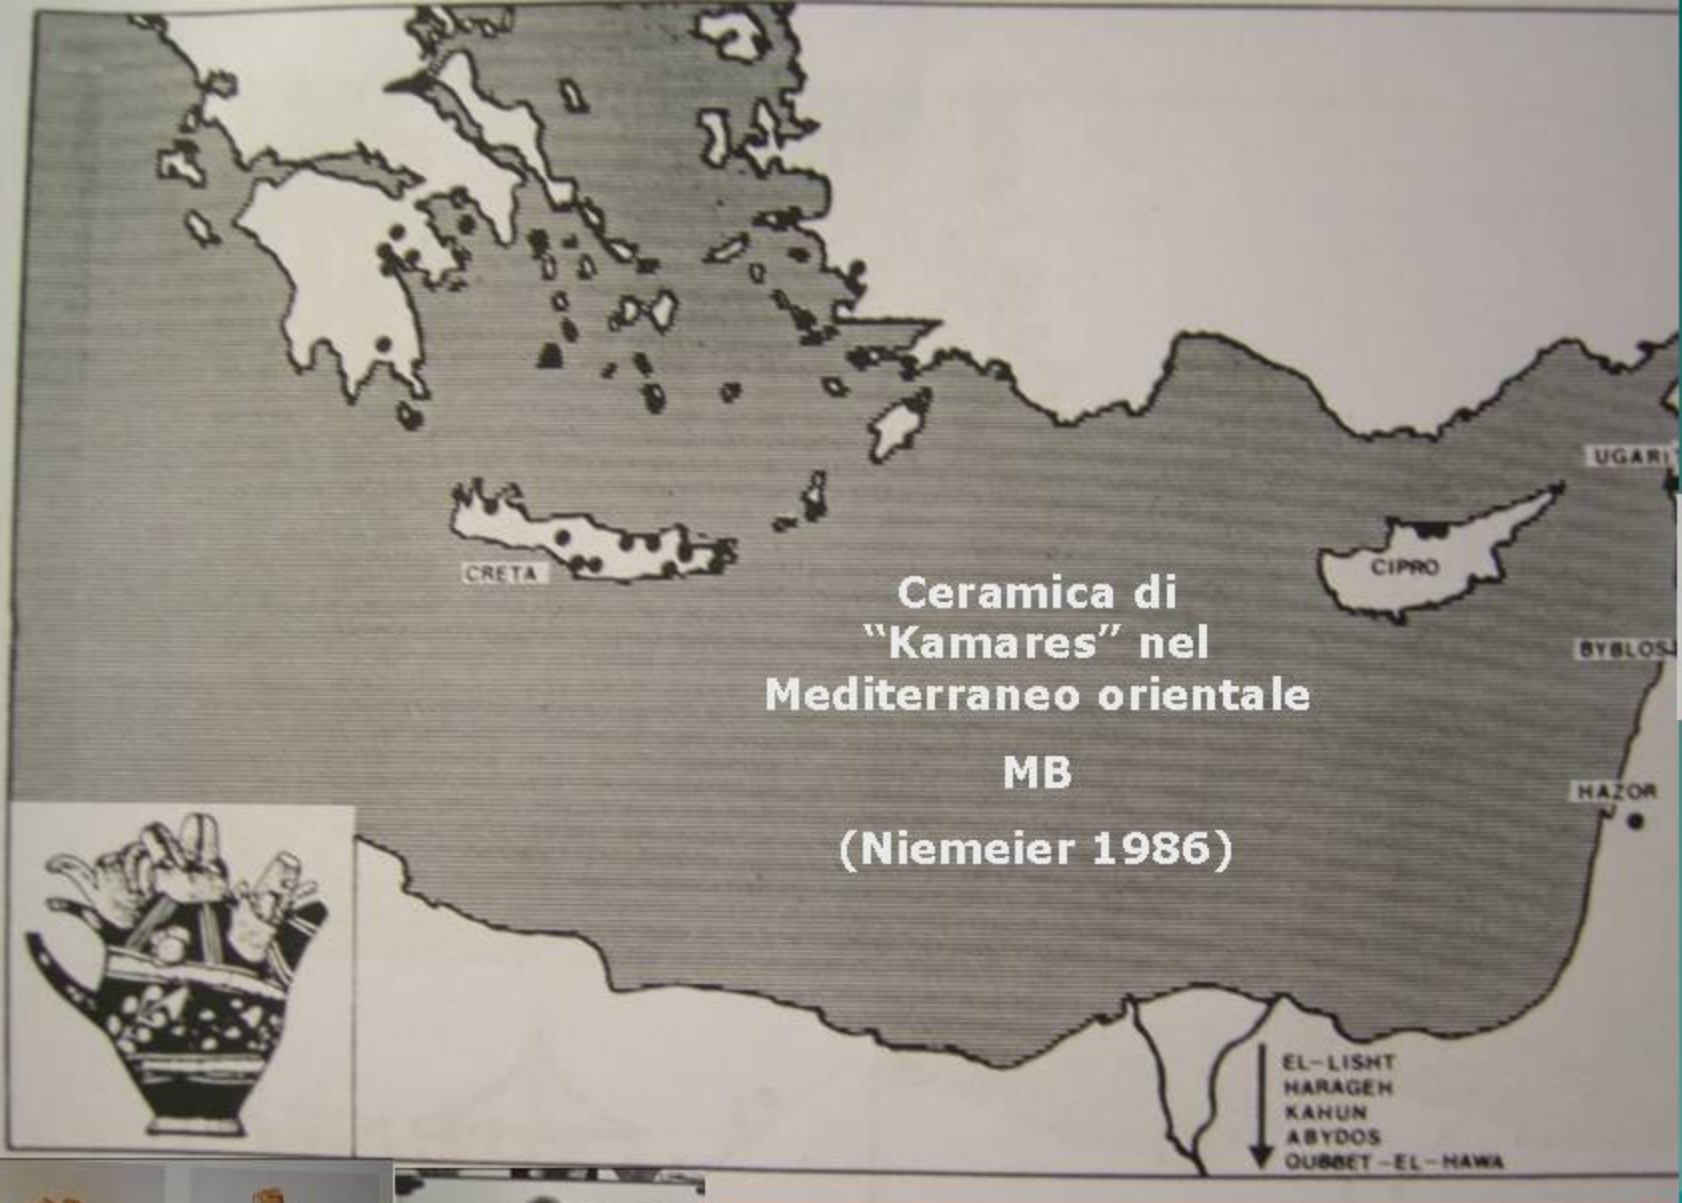 UGARIT
CRETA
CIPRO
Ceramica di
“Kamares” nel
Mediterraneo orientale
MB
(Niemeier 1986)
BYBLOS
HAZOR
EL-LISHT
HARAGEH
KAHUN
ABYDOS
QUBBET-EL-HAWA